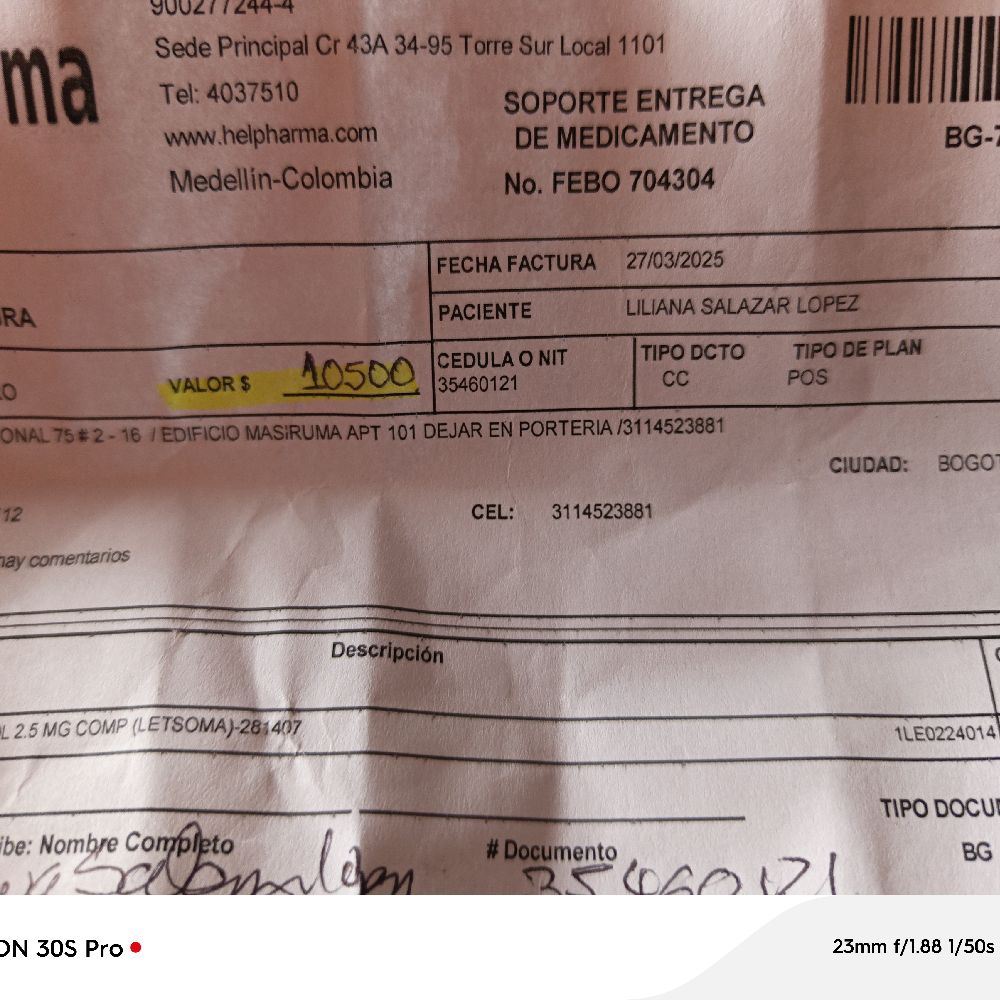 900277244-4
ma
Sede Principal Cr 43A 34-95 Torre Sur Local 1101
Tel: 4037510
www.helpharma.com
Medellín-Colombia
SOPORTE ENTREGA
DE MEDICAMENTO
No. FEBO 704304
BG-7
FECHA FACTURA 27/03/2025
PACIENTE LILIANA SALAZAR LOPEZ
RA
VALOR $ 10500
CEDULA O NIT
35460121
TIPO DCTO TIPO DE PLAN
CC POS
O
ONAL 75 # 2 - 16 / EDIFICIO MASIRUMA APT 101 DEJAR EN PORTERIA /3114523881
CIUDAD: BOGOT
12
CEL: 3114523881
hay comentarios
Descripción
L 2.5 MG COMP (LETSOMA)-281407
1LE0224014
TIPO DOCU
ibe: Nombre Completo
# Documento
BG
35460121
ON 30S Pro
23mm f/1.88 1/50s